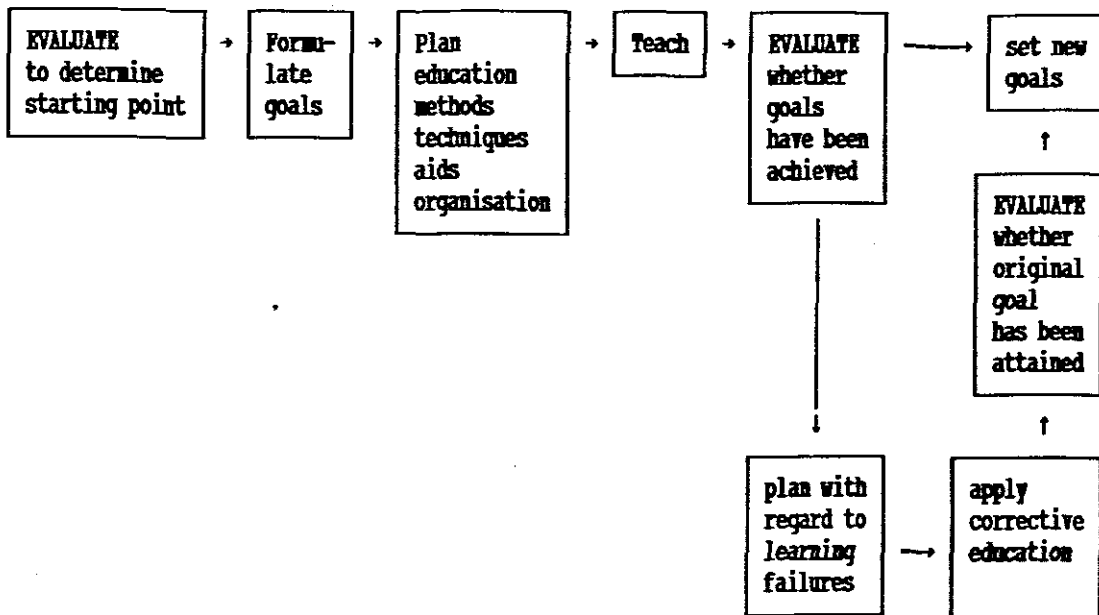 EVALUATE
to determine
starting point
Formu-
late
goals
Plan
education
methods
techniques
aids
organisation
Teach
EVALUATE
whether
goals
have been
achieved
set new
goals
EVALUATE
whether
original
goal
has been
attained
plan with
regard to
learning
failures
apply
corrective
education